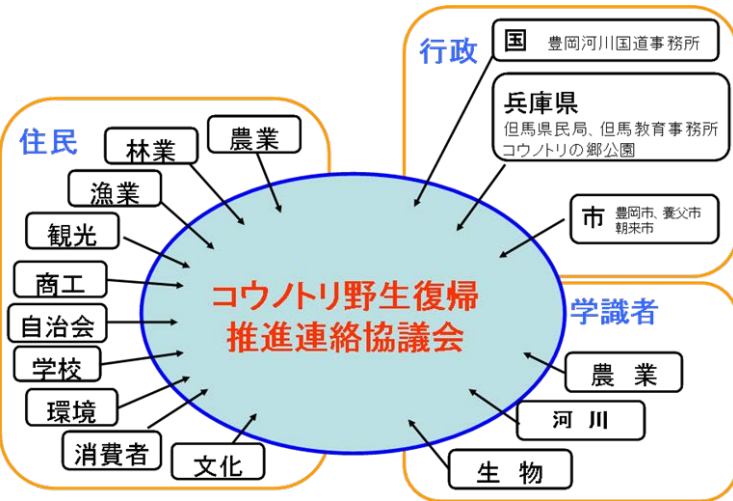 行政
国 豊岡河川国道事務所
兵庫県
但馬県民局、但馬教育事務所
コウノトリの郷公園
市 豊岡市、養父市
朝来市
住民
農業
林業
漁業
観光
商工
自治会
学校
環境
消費者
文化
コウノトリ野生復帰
推進連絡協議会
学識者
農 業
河 川
生 物